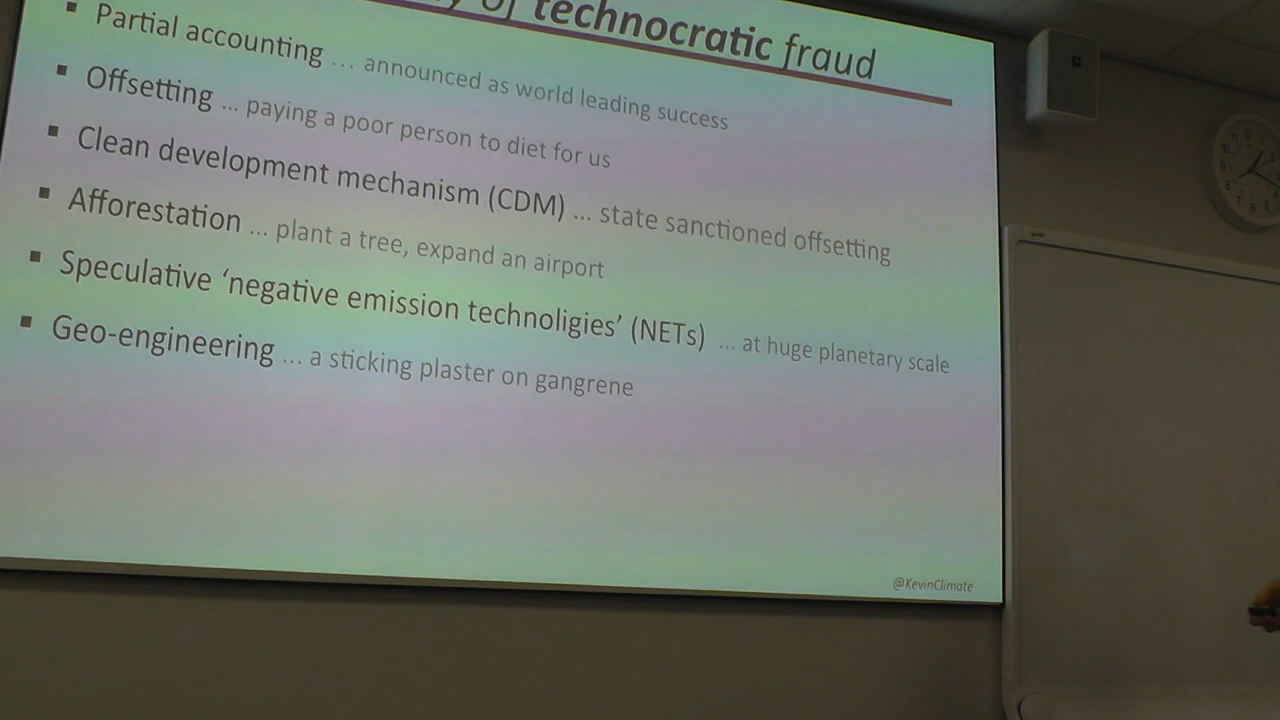 of technocratic fraud
▪ Partial accounting ... announced as world leading success
▪ Offsetting ... paying a poor person to diet for us
▪ Clean development mechanism (CDM) ... state sanctioned offsetting
▪ Afforestation ... plant a tree, expand an airport
▪ Speculative ‘negative emission technoligies’ (NETs) ... at huge planetary scale
▪ Geo-engineering ... a sticking plaster on gangrene
@KevinClimate